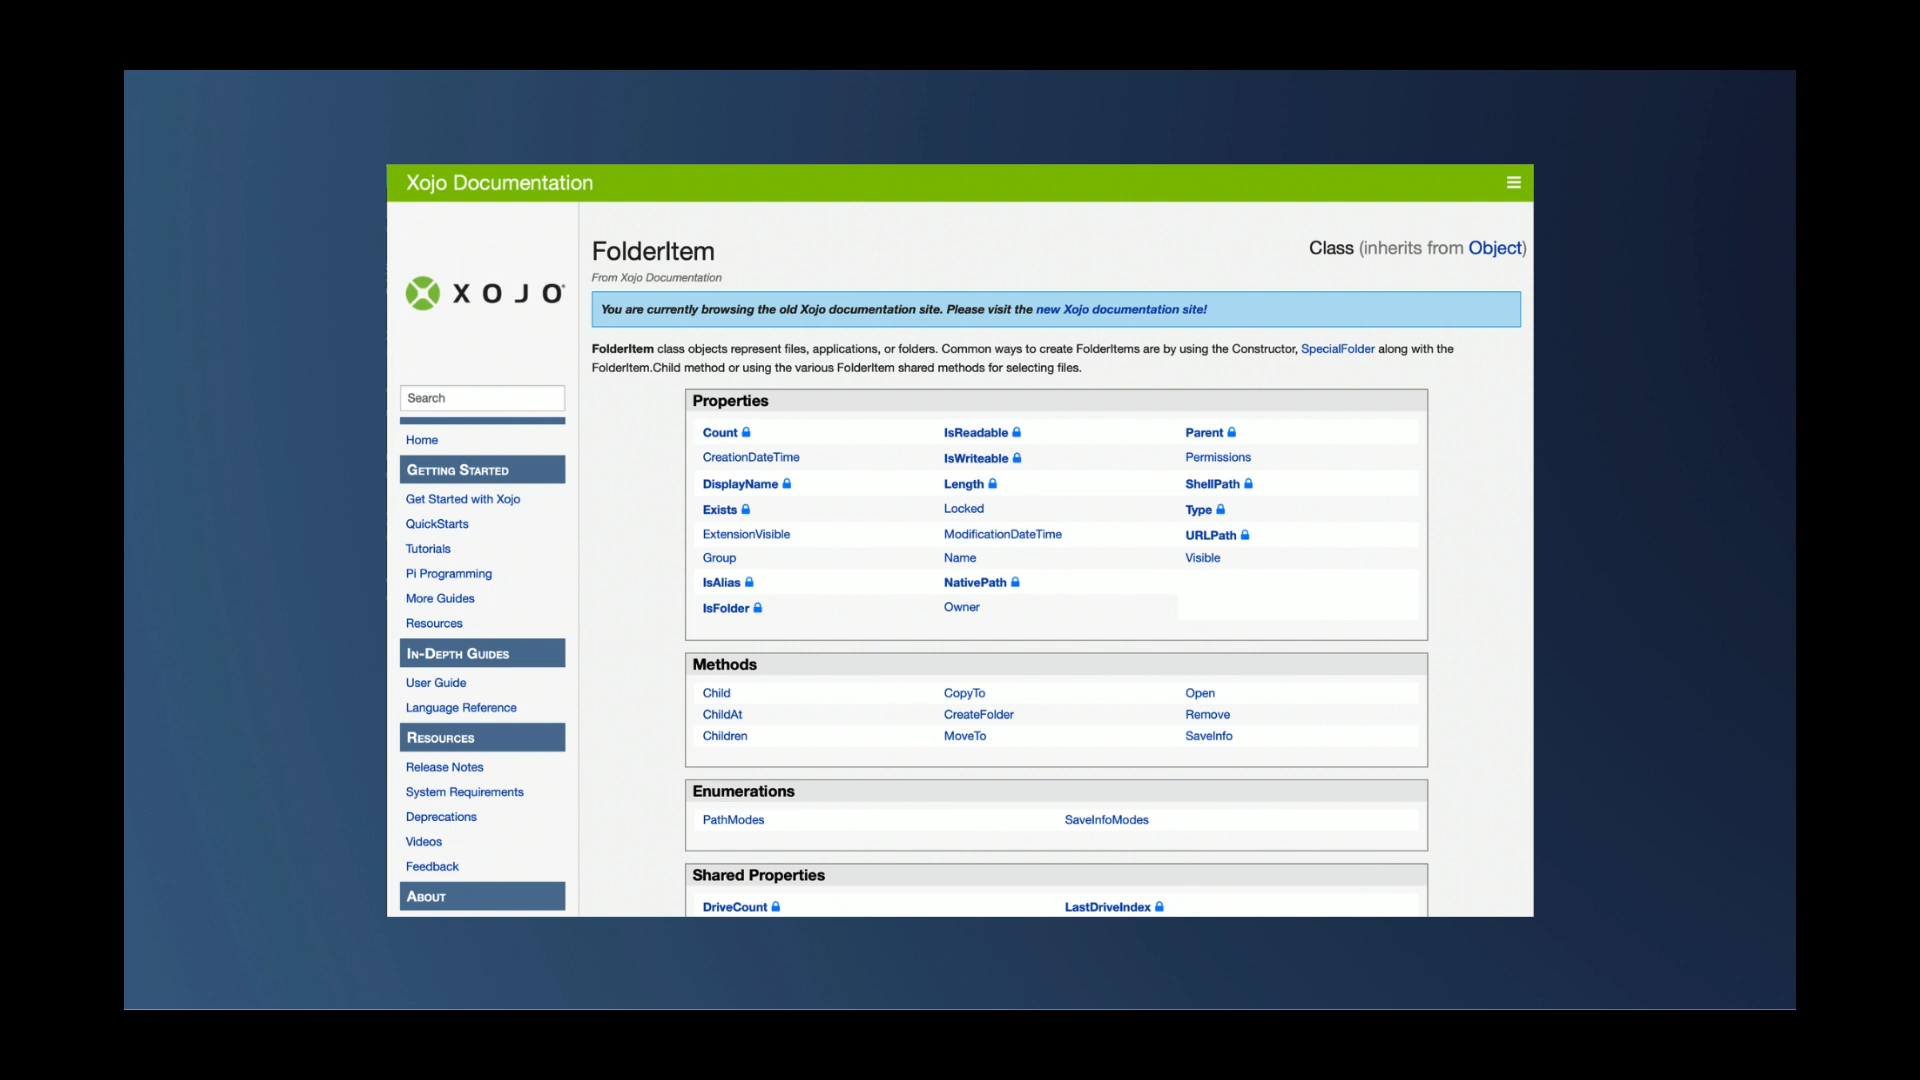 Xojo Documentation
XOJO
Search
Home
GETTING STARTED
Get Started with Xojo
QuickStarts
Tutorials
Pi Programming
More Guides
Resources
IN-DEPTH GUIDES
User Guide
Language Reference
RESOURCES
Release Notes
System Requirements
Deprecations
Videos
Feedback
ABOUT
FolderItem
Class (inherits from Object)
From Xojo Documentation
You are currently browsing the old Xojo documentation site. Please visit the new Xojo documentation site!
FolderItem class objects represent files, applications, or folders. Common ways to create FolderItems are by using the Constructor, SpecialFolder along with the
FolderItem.Child method or using the various FolderItem shared methods for selecting files.
Properties
Count IsReadable Parent
CreationDateTime IsWriteable Permissions
DisplayName Length ShellPath
Exists Locked Type
ExtensionVisible ModificationDateTime URLPath
Group Name Visible
IsAlias NativePath
IsFolder Owner
Methods
Child CopyTo Open
ChildAt CreateFolder Remove
Children MoveTo SaveInfo
Enumerations
PathModes SaveInfoModes
Shared Properties
DriveCount LastDriveIndex